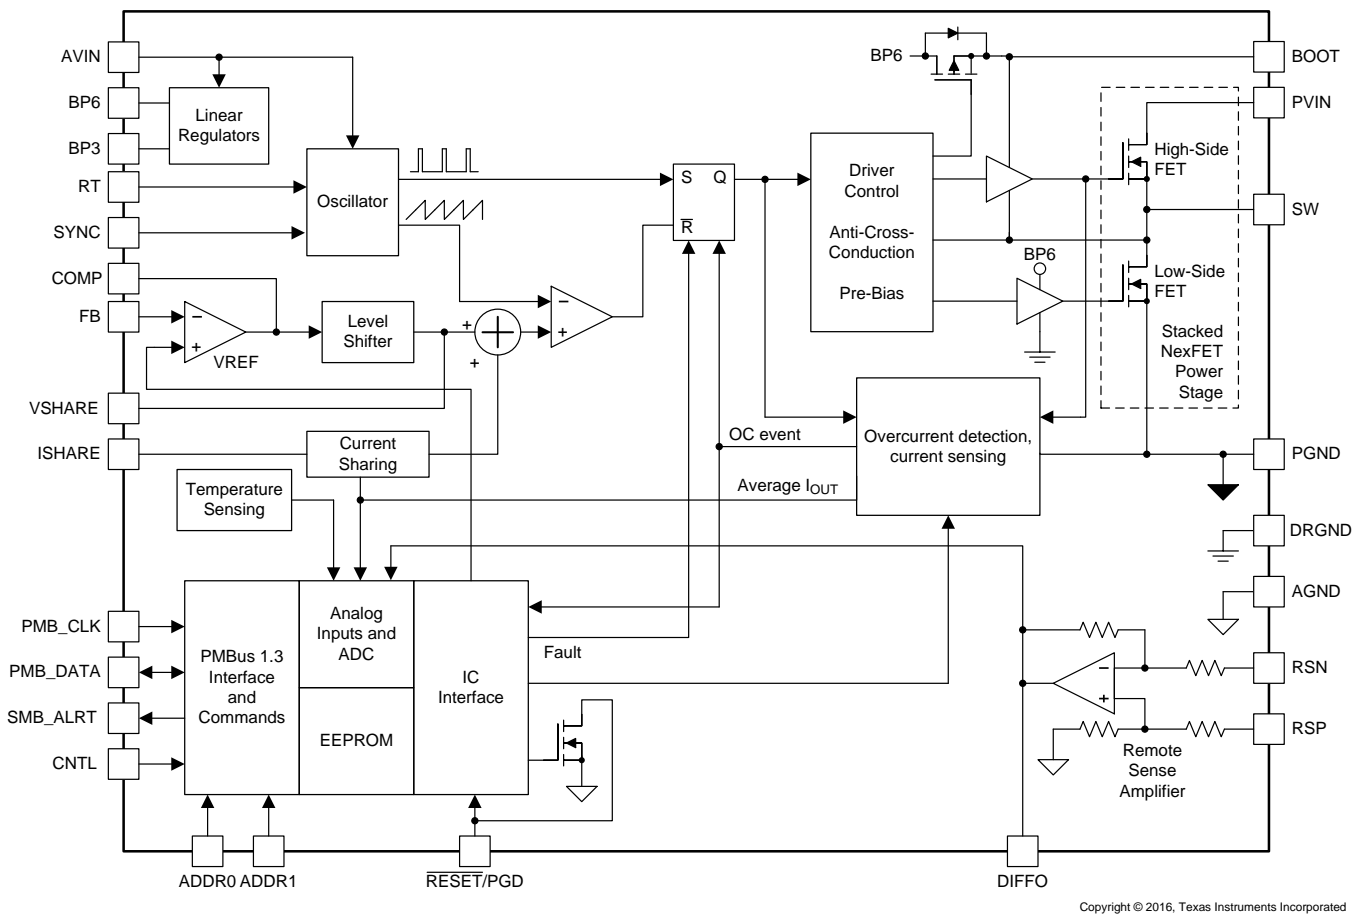 AVIN
BP6
BP3
RT
SYNC
COMP
FB
VSHARE
ISHARE
PMB_CLK
PMB_DATA
SMB_ALRT
CNTL
Linear
Regulators
Oscillator
−
+
VREF
Level
Shifter
+
+
−
+
S Q
R̅
Current
Sharing
Temperature
Sensing
BP6
Driver
Control
Anti-Cross-
Conduction
Pre-Bias
BP6
High-Side
FET
Low-Side
FET
Stacked
NexFET
Power
Stage
OC event
Average IOUT
Overcurrent detection,
current sensing
PMBus 1.3
Interface
and
Commands
Analog
Inputs and
ADC
EEPROM
IC
Interface
Fault
−
+
Remote
Sense
Amplifier
BOOT
PVIN
SW
PGND
DRGND
AGND
RSN
RSP
ADDR0 ADDR1
R̅E̅S̅E̅T̅/PGD
DIFFO
Copyright © 2016, Texas Instruments Incorporated